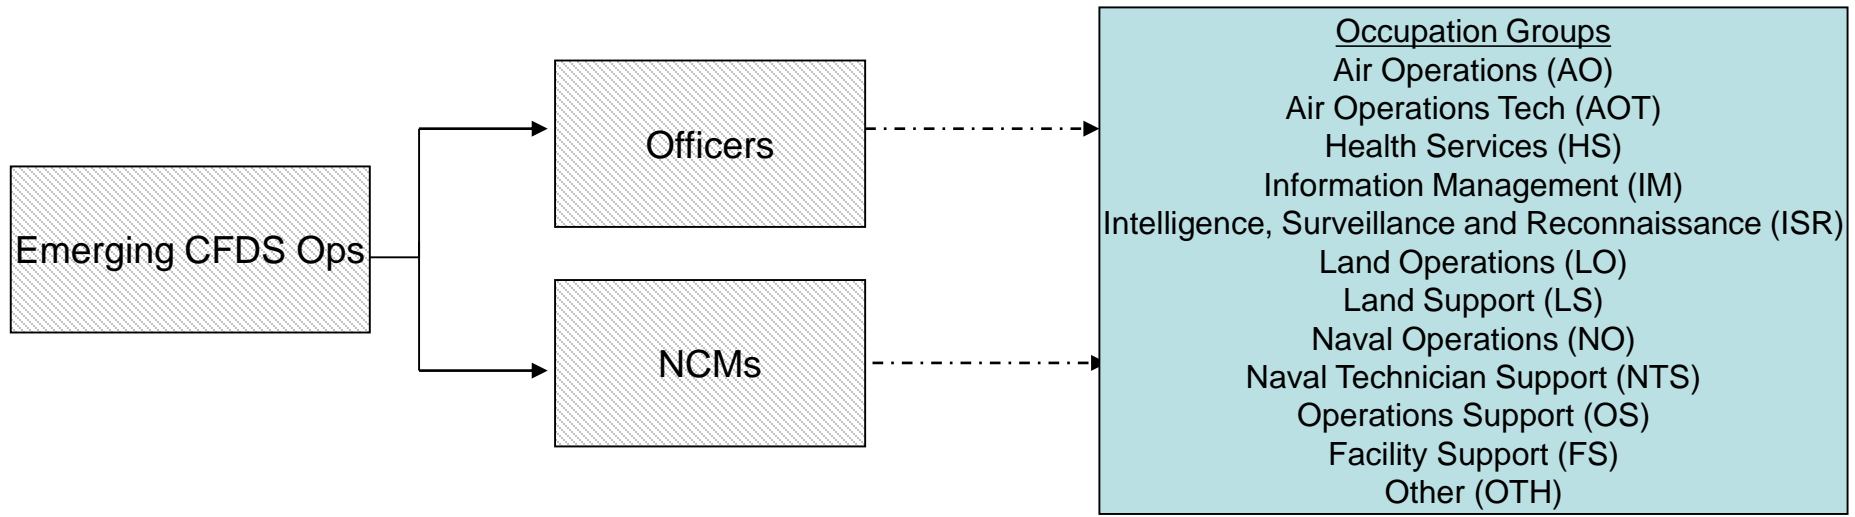 Emerging CFDS Ops
Officers
NCMs
Occupation Groups
Air Operations (AO)
Air Operations Tech (AOT)
Health Services (HS)
Information Management (IM)
Intelligence, Surveillance and Reconnaissance (ISR)
Land Operations (LO)
Land Support (LS)
Naval Operations (NO)
Naval Technician Support (NTS)
Operations Support (OS)
Facility Support (FS)
Other (OTH)